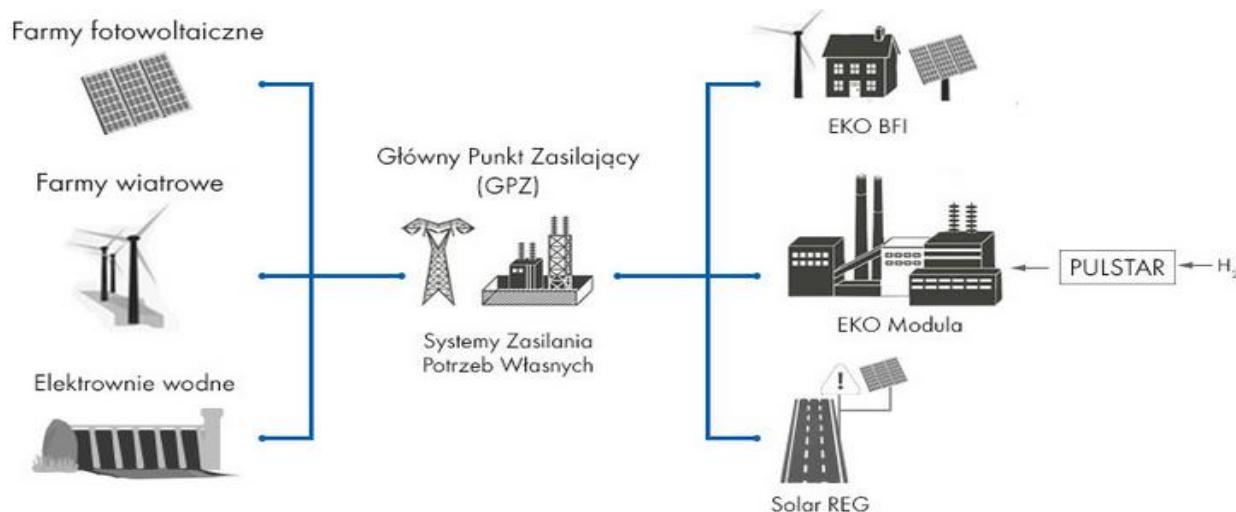 Farmy fotowoltaiczne
Farmy wiatrowe
Elektrownie wodne
Główny Punkt Zasilający
(GPZ)
Systemy Zasilania
Potrzeb Własnych
EKO BFI
EKO Modula
PULSTAR
H₂
!
Solar REG